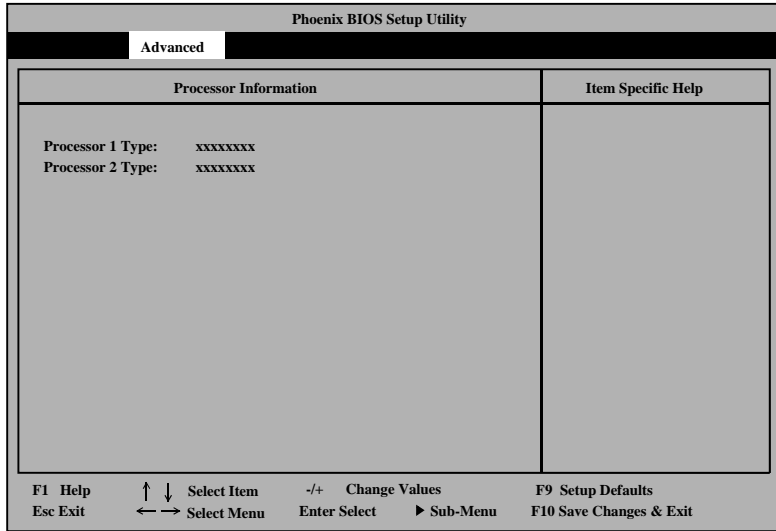 Phoenix BIOS Setup Utility
Advanced
Processor Information
Item Specific Help
Processor 1 Type: xxxxxxxx
Processor 2 Type: xxxxxxxx
F1 Help ↑ ↓ Select Item -/+ Change Values F9 Setup Defaults
Esc Exit ← → Select Menu Enter Select ▶ Sub-Menu F10 Save Changes & Exit